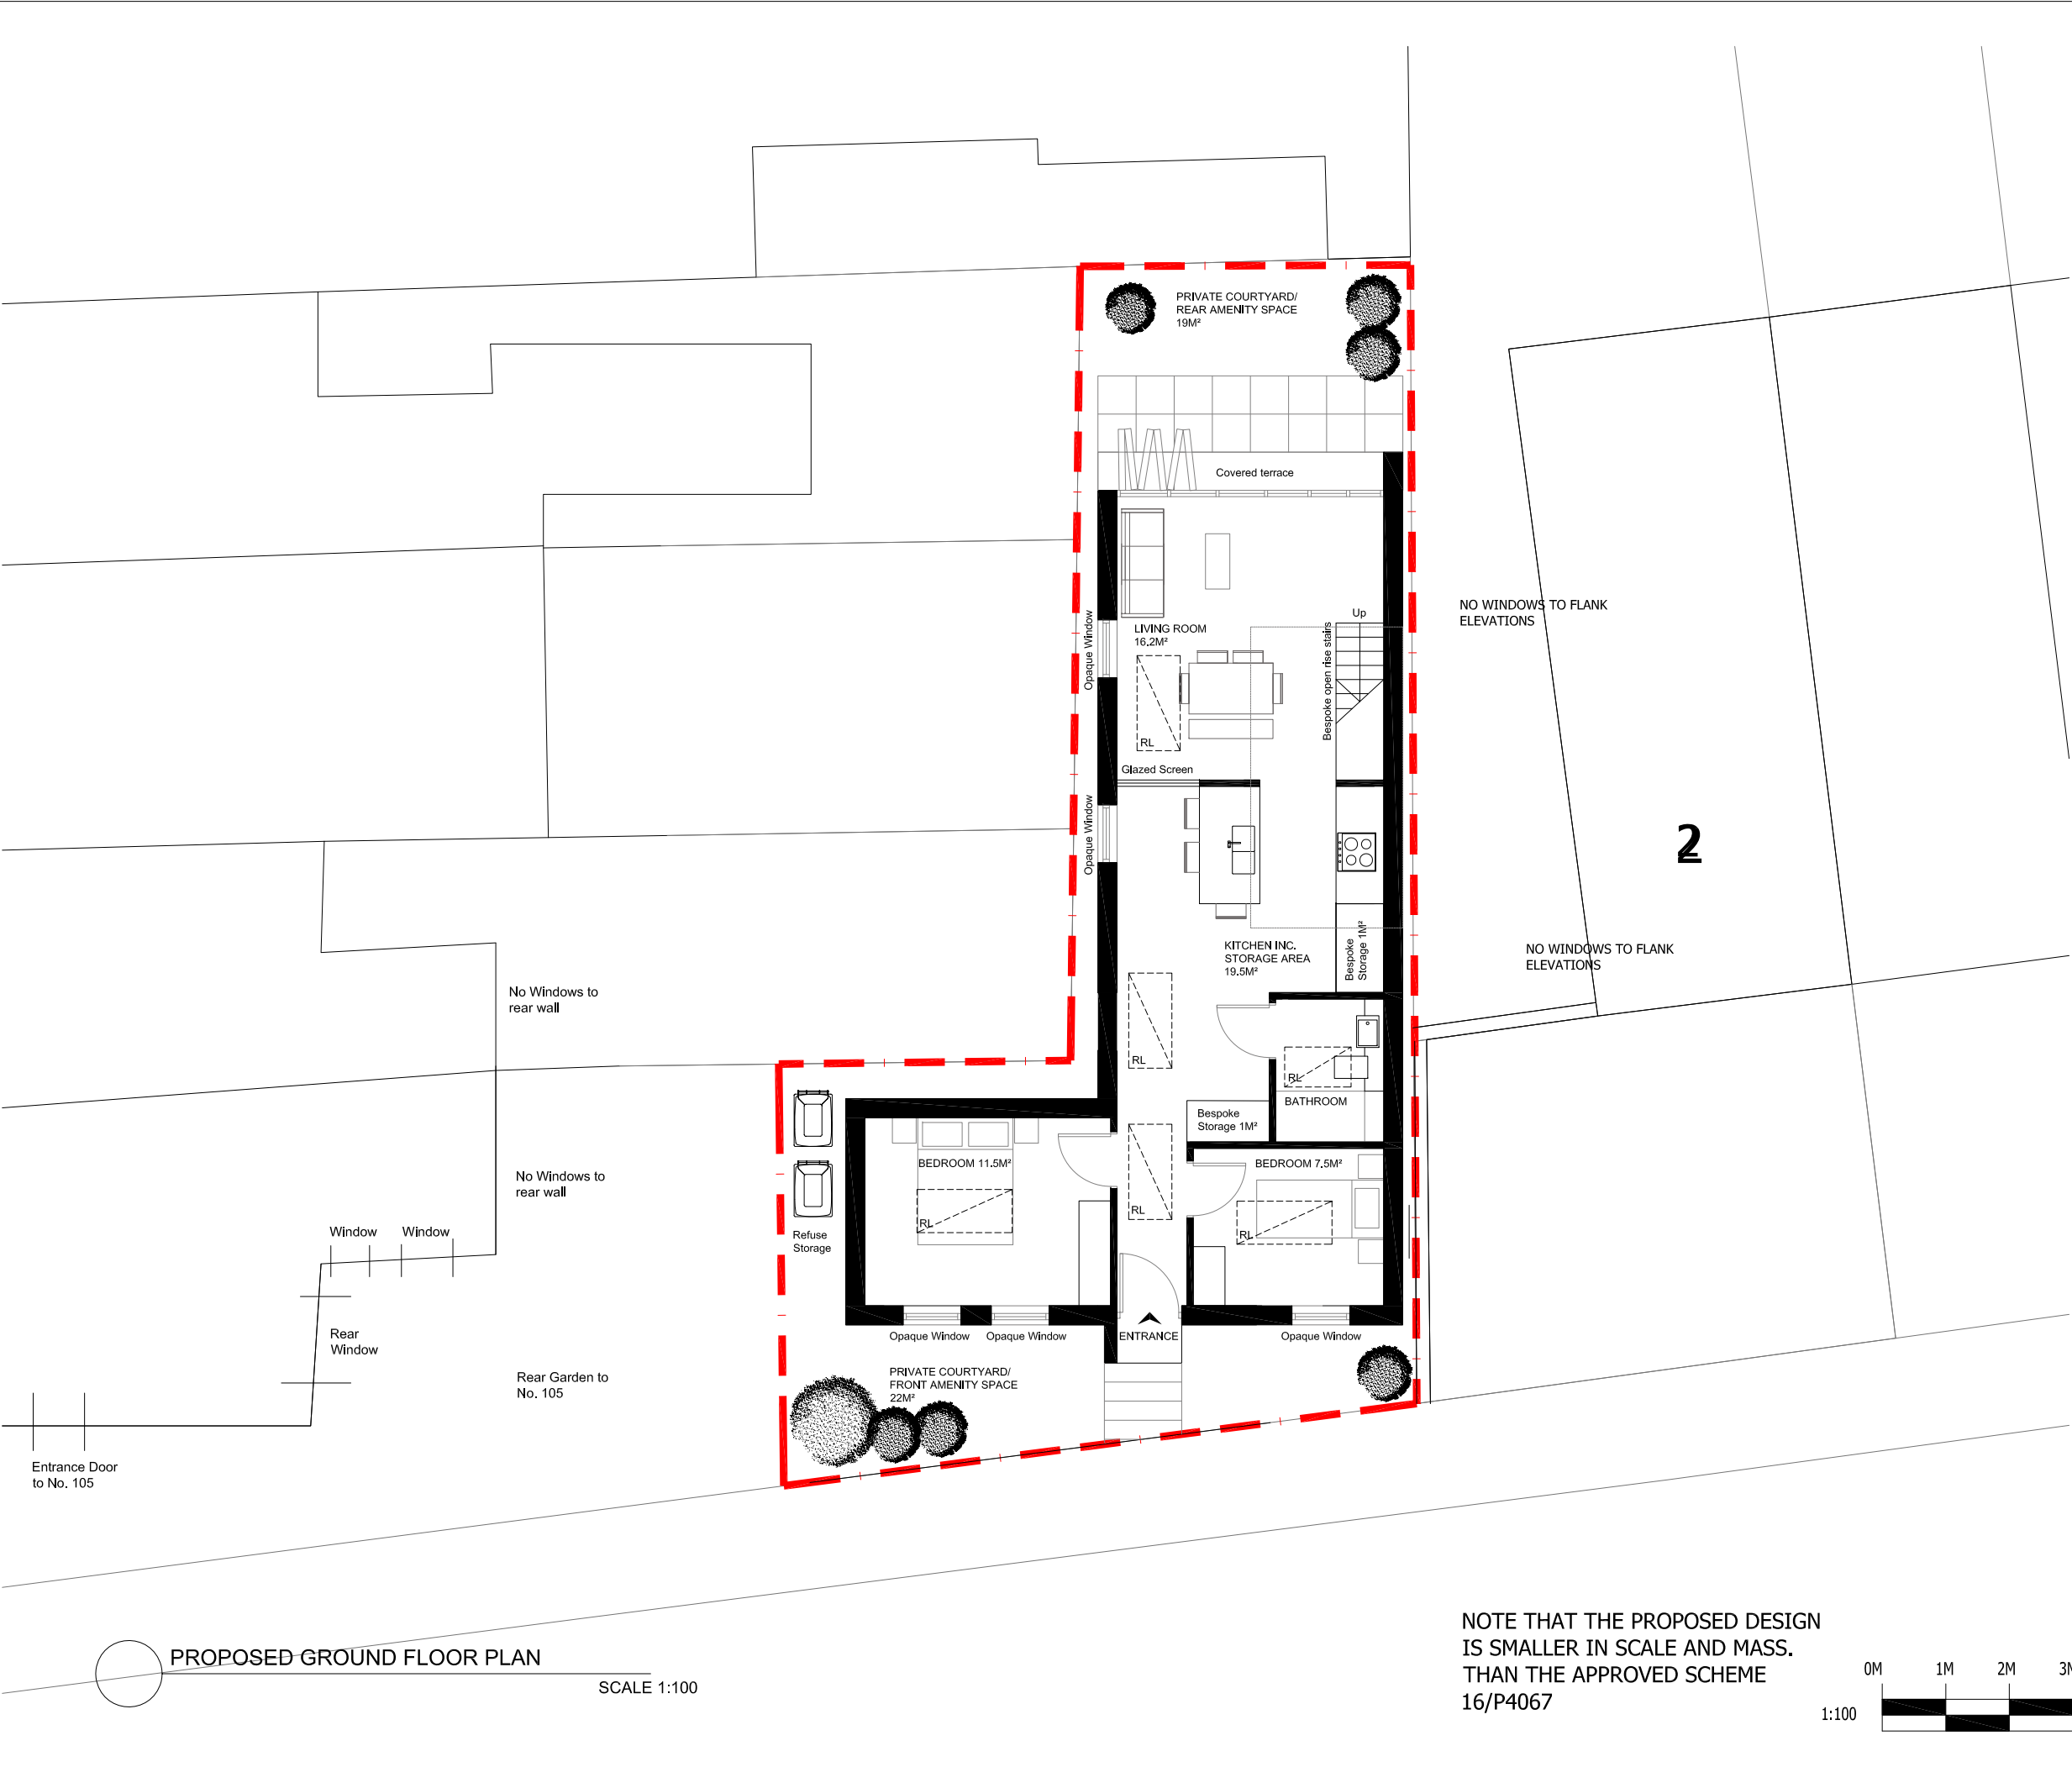 PRIVATE COURTYARD/
REAR AMENITY SPACE
19M²
Covered terrace
Opaque Window
LIVING ROOM
16.2M²
Up
Bespoke open rise stairs
RL
Glazed Screen
NO WINDOWS TO FLANK
ELEVATIONS
Opaque Window
2
KITCHEN INC.
STORAGE AREA
19.5M²
Bespoke
Storage 1M²
NO WINDOWS TO FLANK
ELEVATIONS
No Windows to
rear wall
RL
RL
BATHROOM
Bespoke
Storage 1M²
No Windows to
rear wall
BEDROOM 11.5M²
BEDROOM 7.5M²
RL
RL
RL
Refuse
Storage
Window
Window
Rear
Window
Opaque Window
Opaque Window
ENTRANCE
Opaque Window
Rear Garden to
No. 105
PRIVATE COURTYARD/
FRONT AMENITY SPACE
22M²
Entrance Door
to No. 105
PROPOSED GROUND FLOOR PLAN
SCALE 1:100
NOTE THAT THE PROPOSED DESIGN
IS SMALLER IN SCALE AND MASS.
THAN THE APPROVED SCHEME
16/P4067
0M 1M 2M 3M
1:100